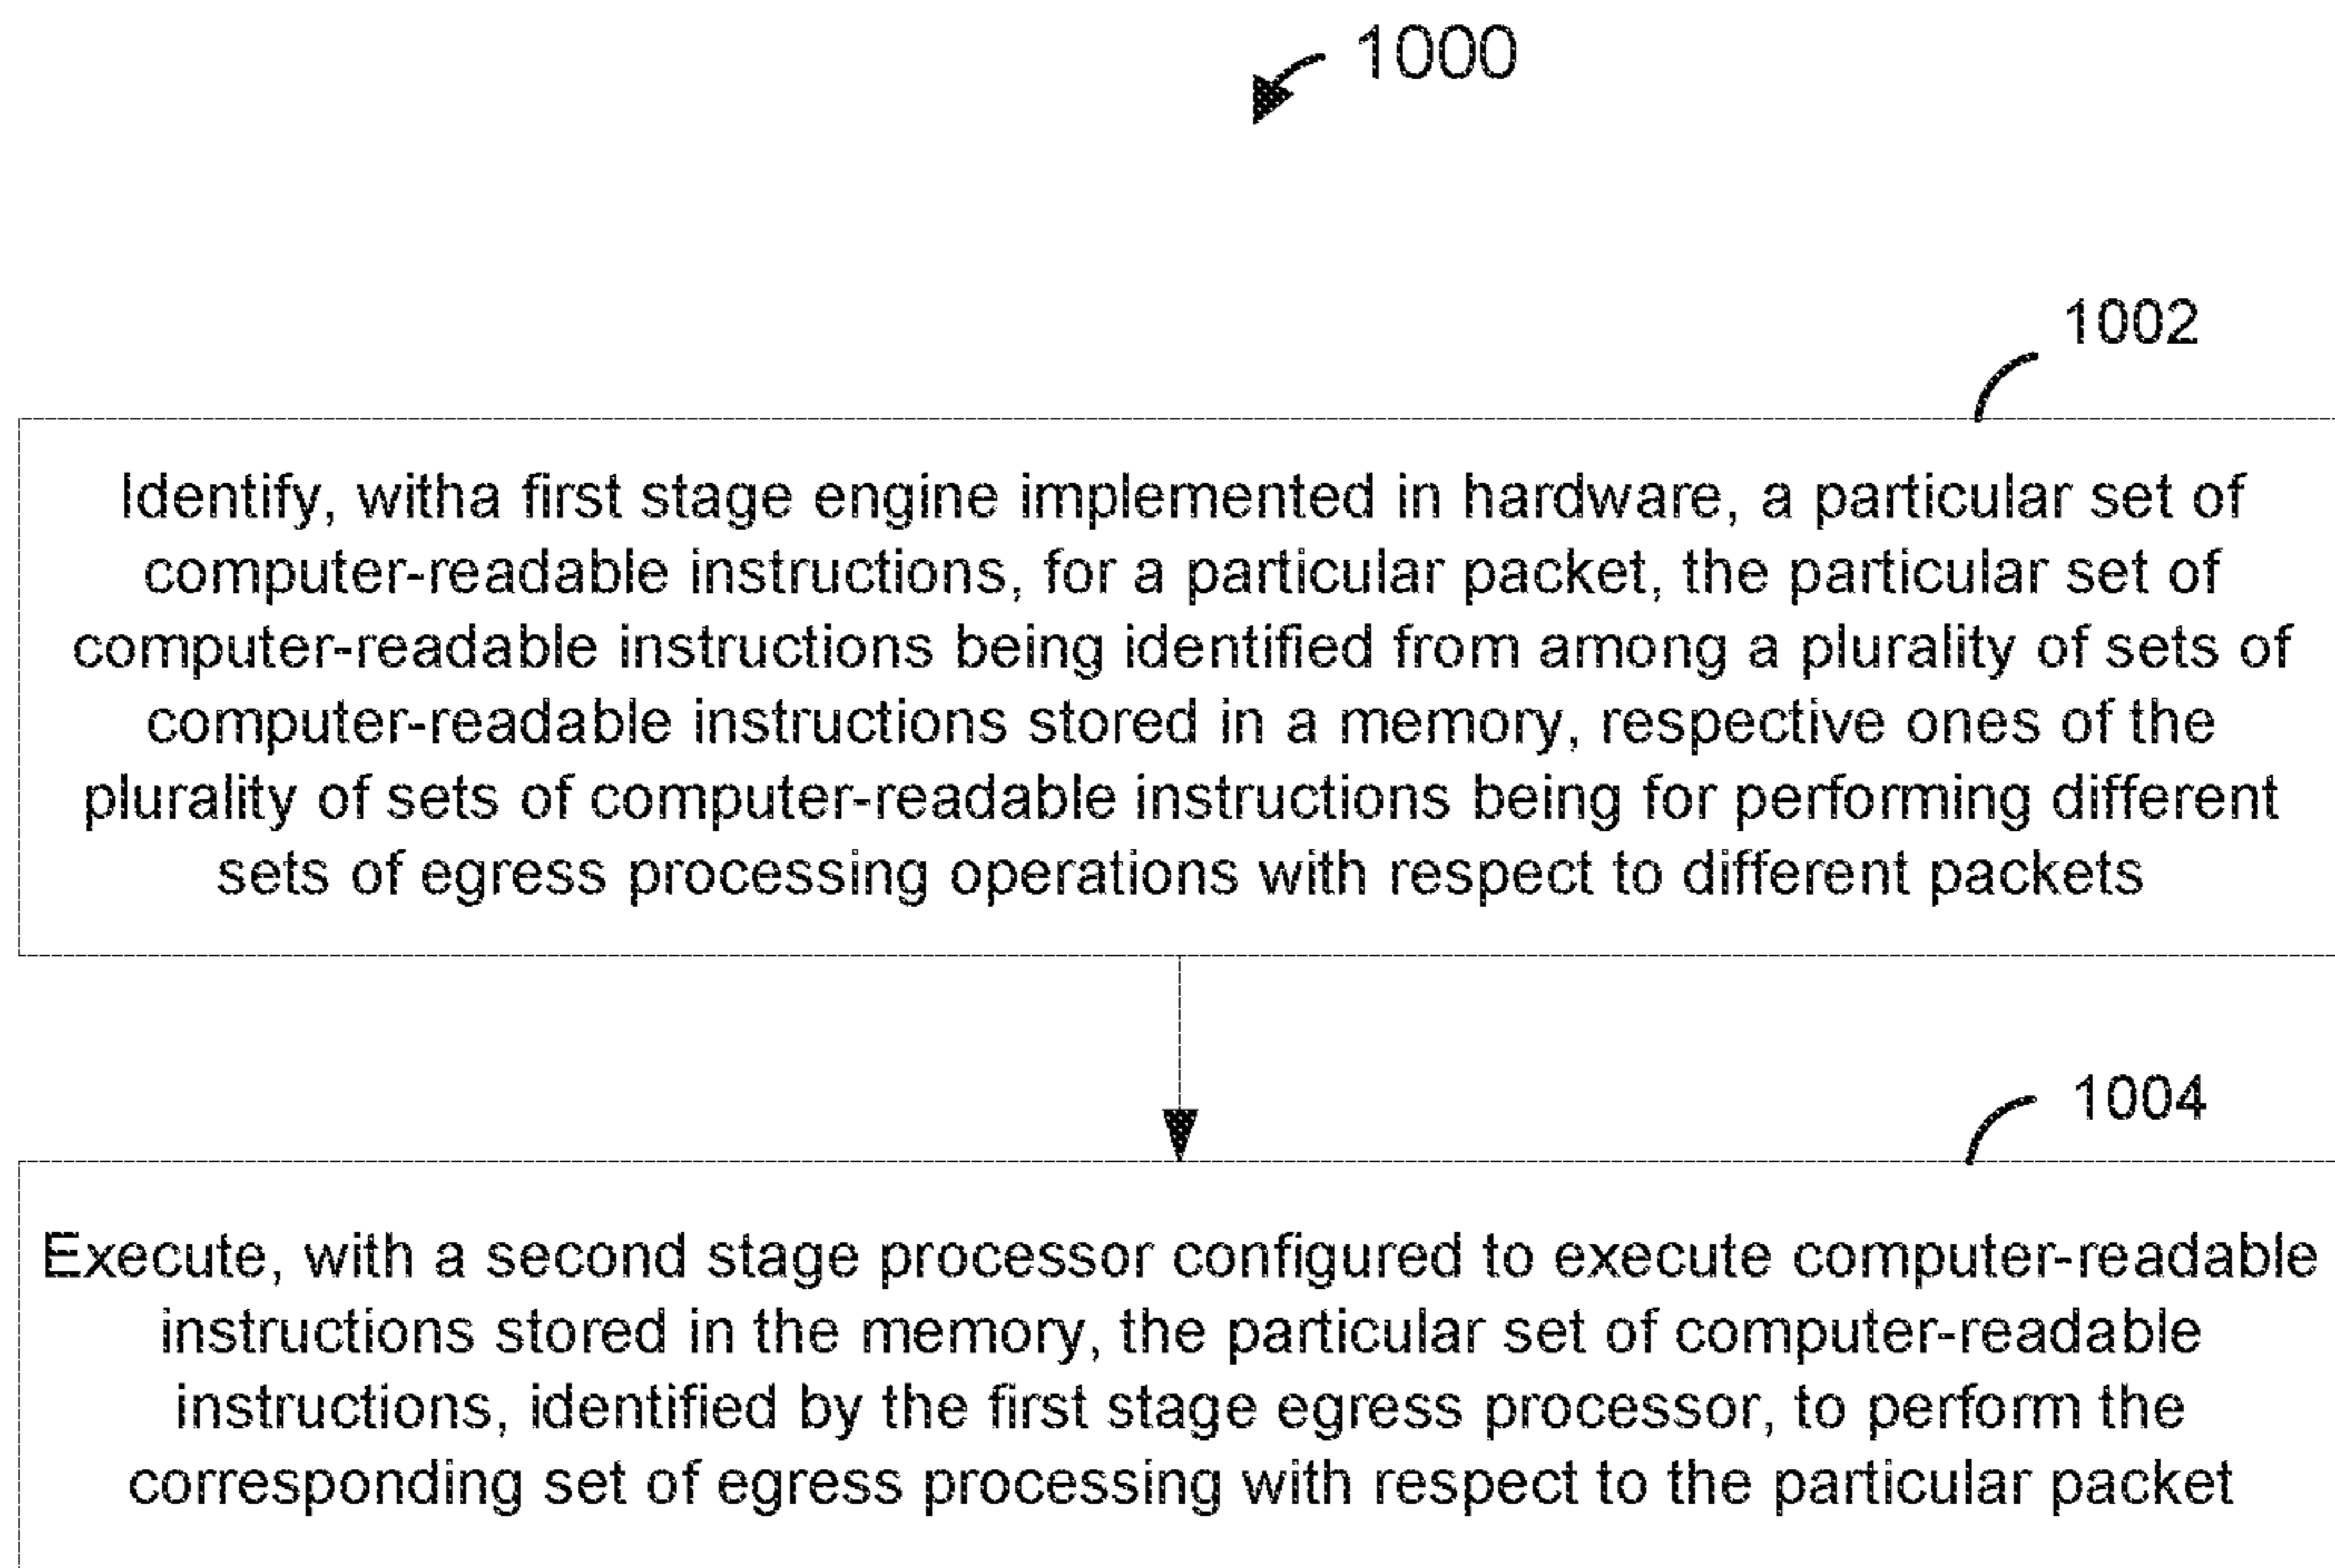 1000
1002
Identify, witha first stage engine implemented in hardware, a particular set of
computer-readable instructions, for a particular packet, the particular set of
computer-readable instructions being identified from among a plurality of sets of
computer-readable instructions stored in a memory, respective ones of the
plurality of sets of computer-readable instructions being for performing different
sets of egress processing operations with respect to different packets
1004
Execute, with a second stage processor configured to execute computer-readable
instructions stored in the memory, the particular set of computer-readable
instructions, identified by the first stage egress processor, to perform the
corresponding set of egress processing with respect to the particular packet